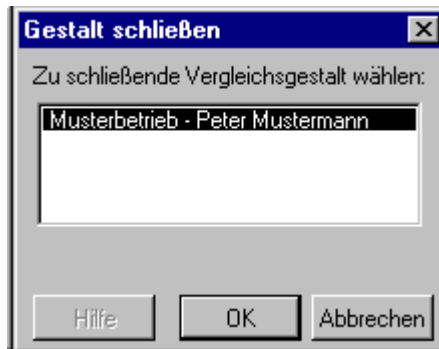 Gestalt schließen
Zu schließende Vergleichsgestalt wählen:
Musterbetrieb - Peter Mustermann
Hilfe OK Abbrechen